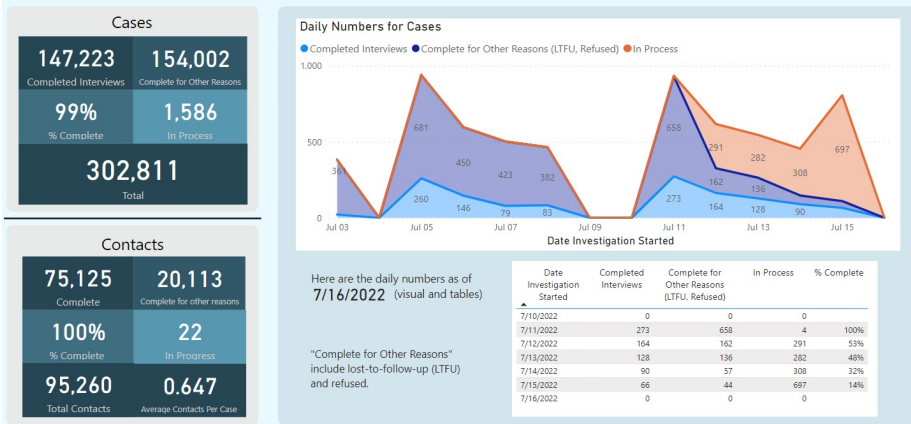 Cases
147,223 154,002
Completed Interviews Complete for Other Reasons
99% 1,586
% Complete In Process
302,811
Total
Contacts
75,125 20,113
Complete Complete for other reasons
100% 22
% Complete In Progress
95,260 0.647
Total Contacts Average Contacts Per Case
Daily Numbers for Cases
Completed Interviews Complete for Other Reasons (LTFU, Refused) In Process
1,000
500
0
361
681
260
450
146
423
79
382
83
658
273
291
162
164
282
136
128
308
90
697
Jul 03 Jul 05 Jul 07 Jul 09 Jul 11 Jul 13 Jul 15
Date Investigation Started
Here are the daily numbers as of
7/16/2022 (visual and tables)
"Complete for Other Reasons"
include lost-to-follow-up (LTFU)
and refused.
Date Completed Complete for In Process % Complete
Investigation Interviews Other Reasons
Started (LTFU, Refused)
7/10/2022 0 0 0
7/11/2022 273 658 4 100%
7/12/2022 164 162 291 53%
7/13/2022 128 136 282 48%
7/14/2022 90 57 308 32%
7/15/2022 66 44 697 14%
7/16/2022 0 0 0